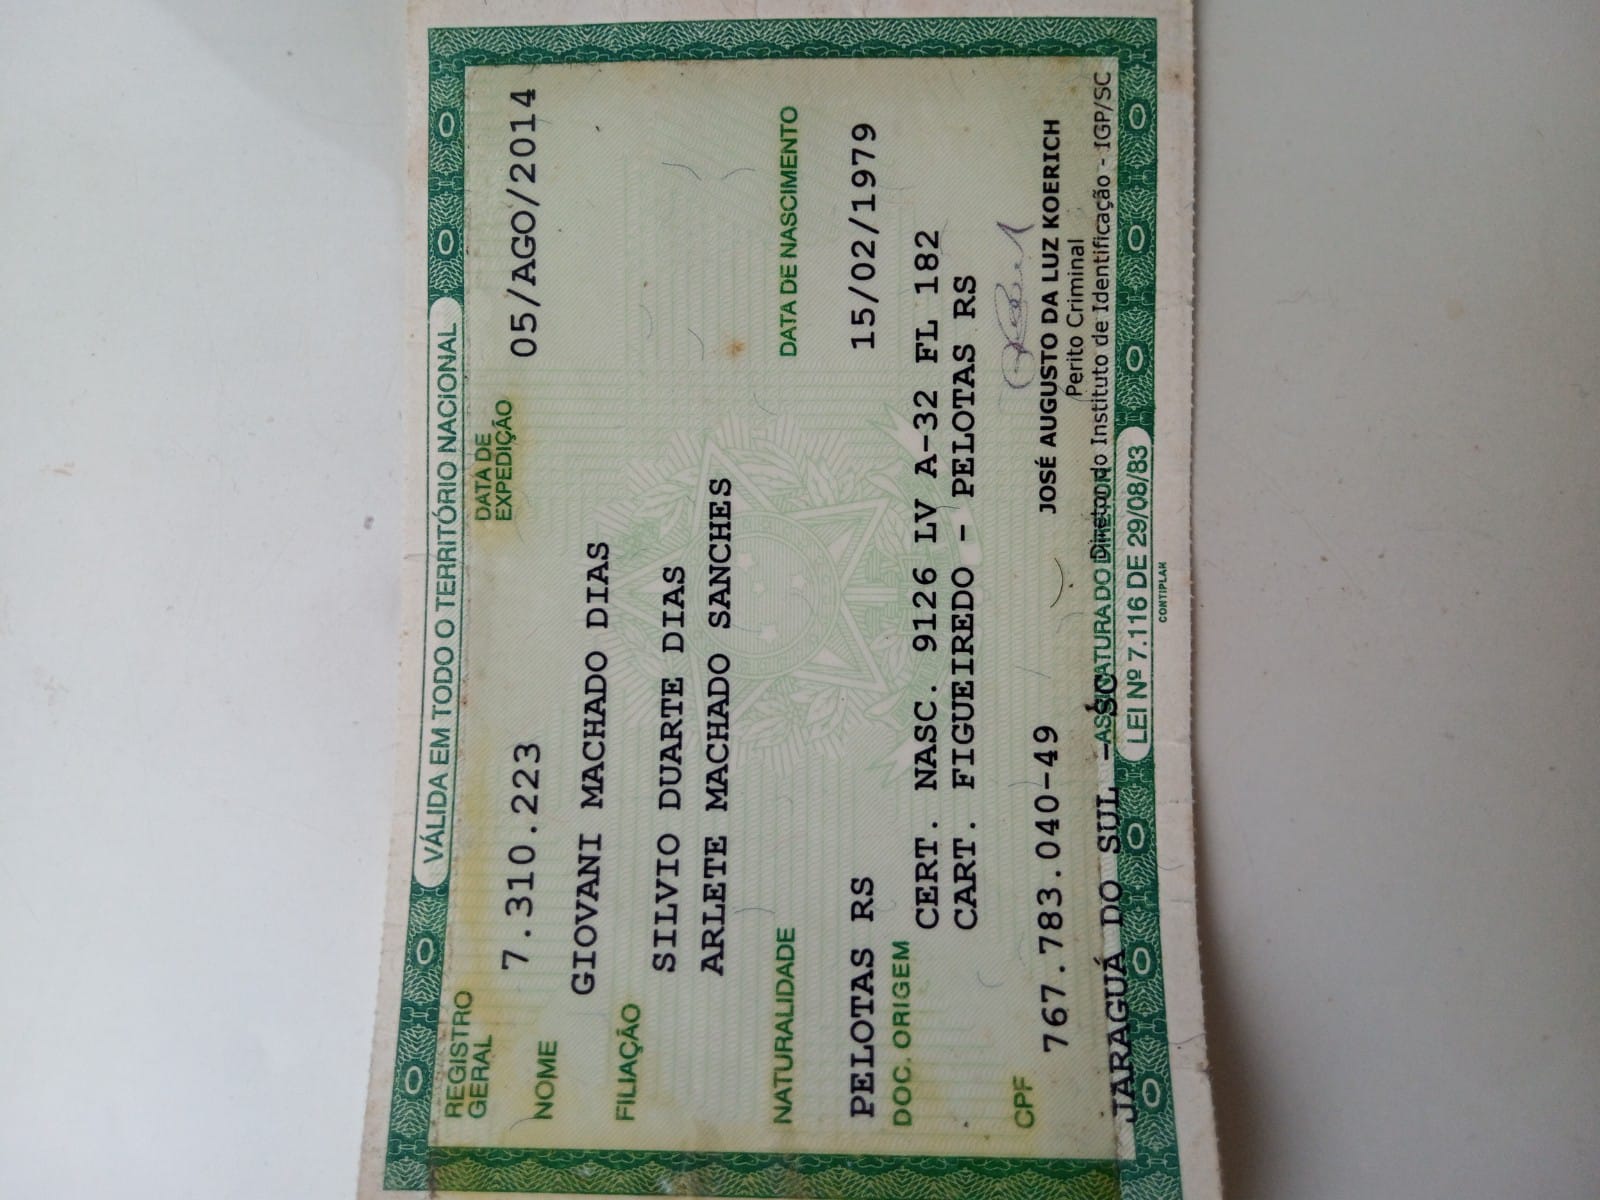 VÁLIDA EM TODO O TERRITÓRIO NACIONAL
REGISTRO GERAL 7.310.223 DATA DE EXPEDIÇÃO 05/AGO/2014
NOME GIOVANI MACHADO DIAS
FILIAÇÃO
SILVIO DUARTE DIAS
ARLETE MACHADO SANCHES
NATURALIDADE DATA DE NASCIMENTO
PELOTAS RS 15/02/1979
DOC. ORIGEM CERT. NASC. 9126 LV A-32 FL 182
CART. FIGUEIREDO - PELOTAS RS
CPF 767.783.040-49
JOSÉ AUGUSTO DA LUZ KOERICH
Perito Criminal
Diretor do Instituto de Identificação - IGP/SC
JARAGUÁ DO SUL - SC
ASSINATURA DO DIRETOR
LEI Nº 7.116 DE 29/08/83
CONTIPLAN